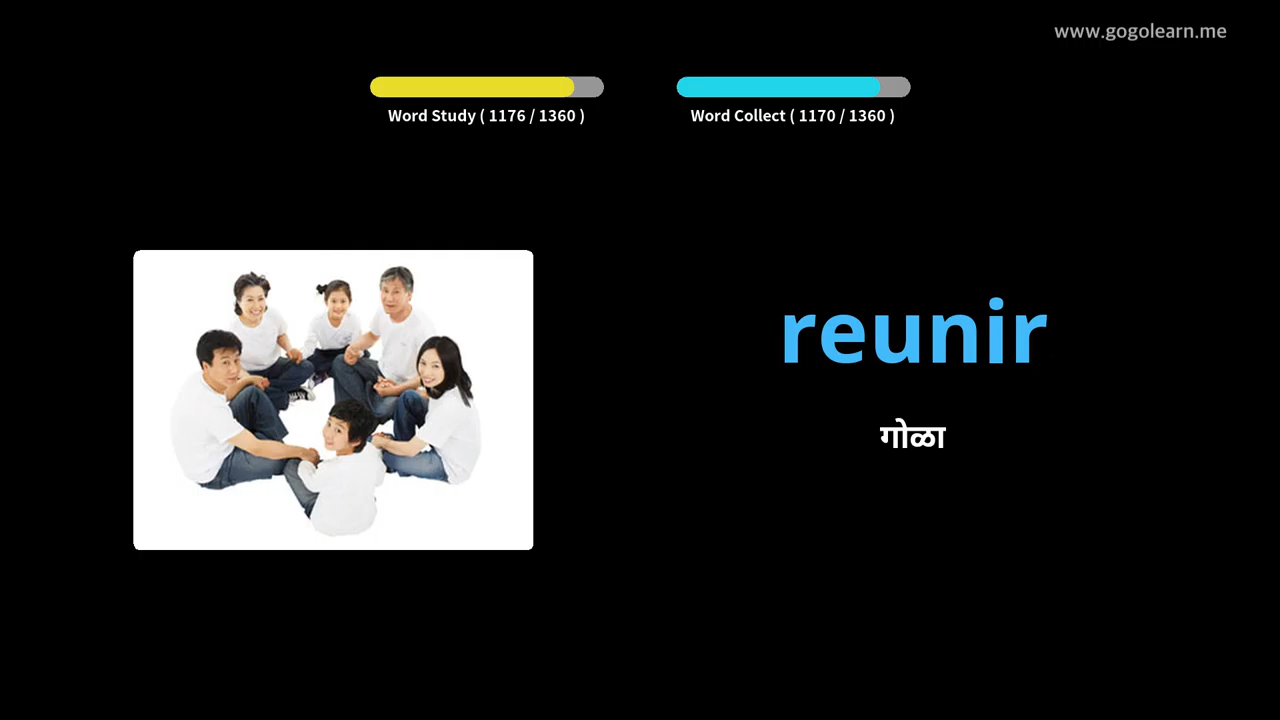 www.gogolearn.me
Word Study ( 1176 / 1360 )
Word Collect ( 1170 / 1360 )
reunir
गोळा